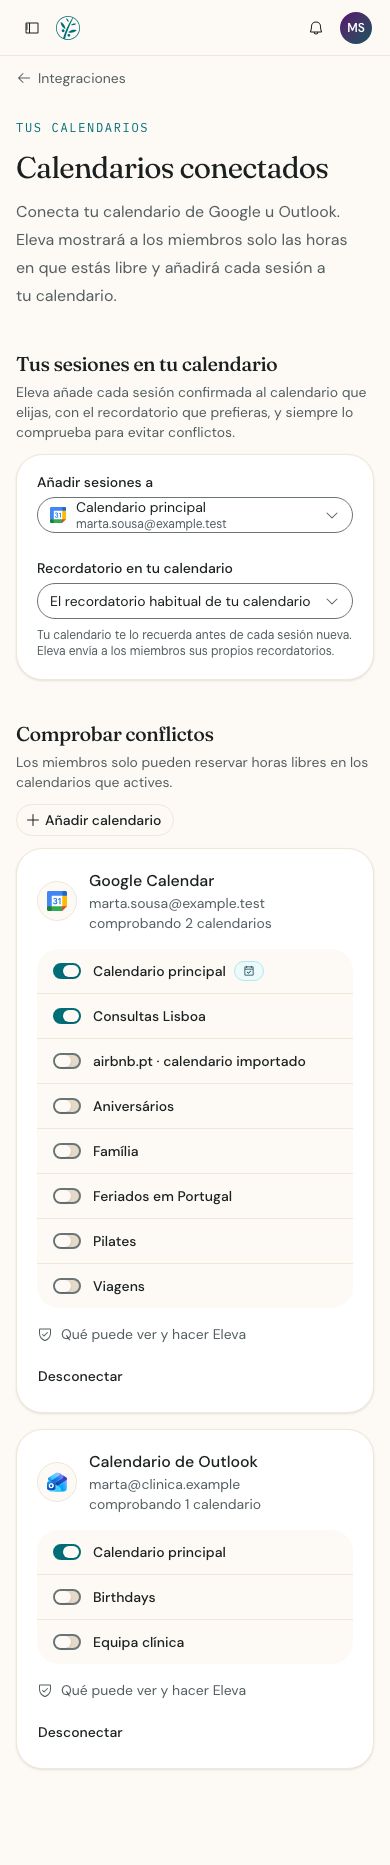 MS
Integraciones
TUS CALENDARIOS
Calendarios conectados
Conecta tu calendario de Google u Outlook.
Eleva mostrará a los miembros solo las horas
en que estás libre y añadirá cada sesión a
tu calendario.
Tus sesiones en tu calendario
Eleva añade cada sesión confirmada al calendario que
elijas, con el recordatorio que prefieras, y siempre lo
comprueba para evitar conflictos.
Añadir sesiones a
31
Calendario principal
marta.sousa@example.test
Recordatorio en tu calendario
El recordatorio habitual de tu calendario
Tu calendario te lo recuerda antes de cada sesión nueva.
Eleva envía a los miembros sus propios recordatorios.
Comprobar conflictos
Los miembros solo pueden reservar horas libres en los
calendarios que actives.
Añadir calendario
31
Google Calendar
marta.sousa@example.test
comprobando 2 calendarios
Calendario principal
Consultas Lisboa
airbnb.pt · calendario importado
Aniversários
Família
Feriados em Portugal
Pilates
Viagens
Qué puede ver y hacer Eleva
Desconectar
Calendario de Outlook
marta@clinica.example
comprobando 1 calendario
Calendario principal
Birthdays
Equipa clínica
Qué puede ver y hacer Eleva
Desconectar